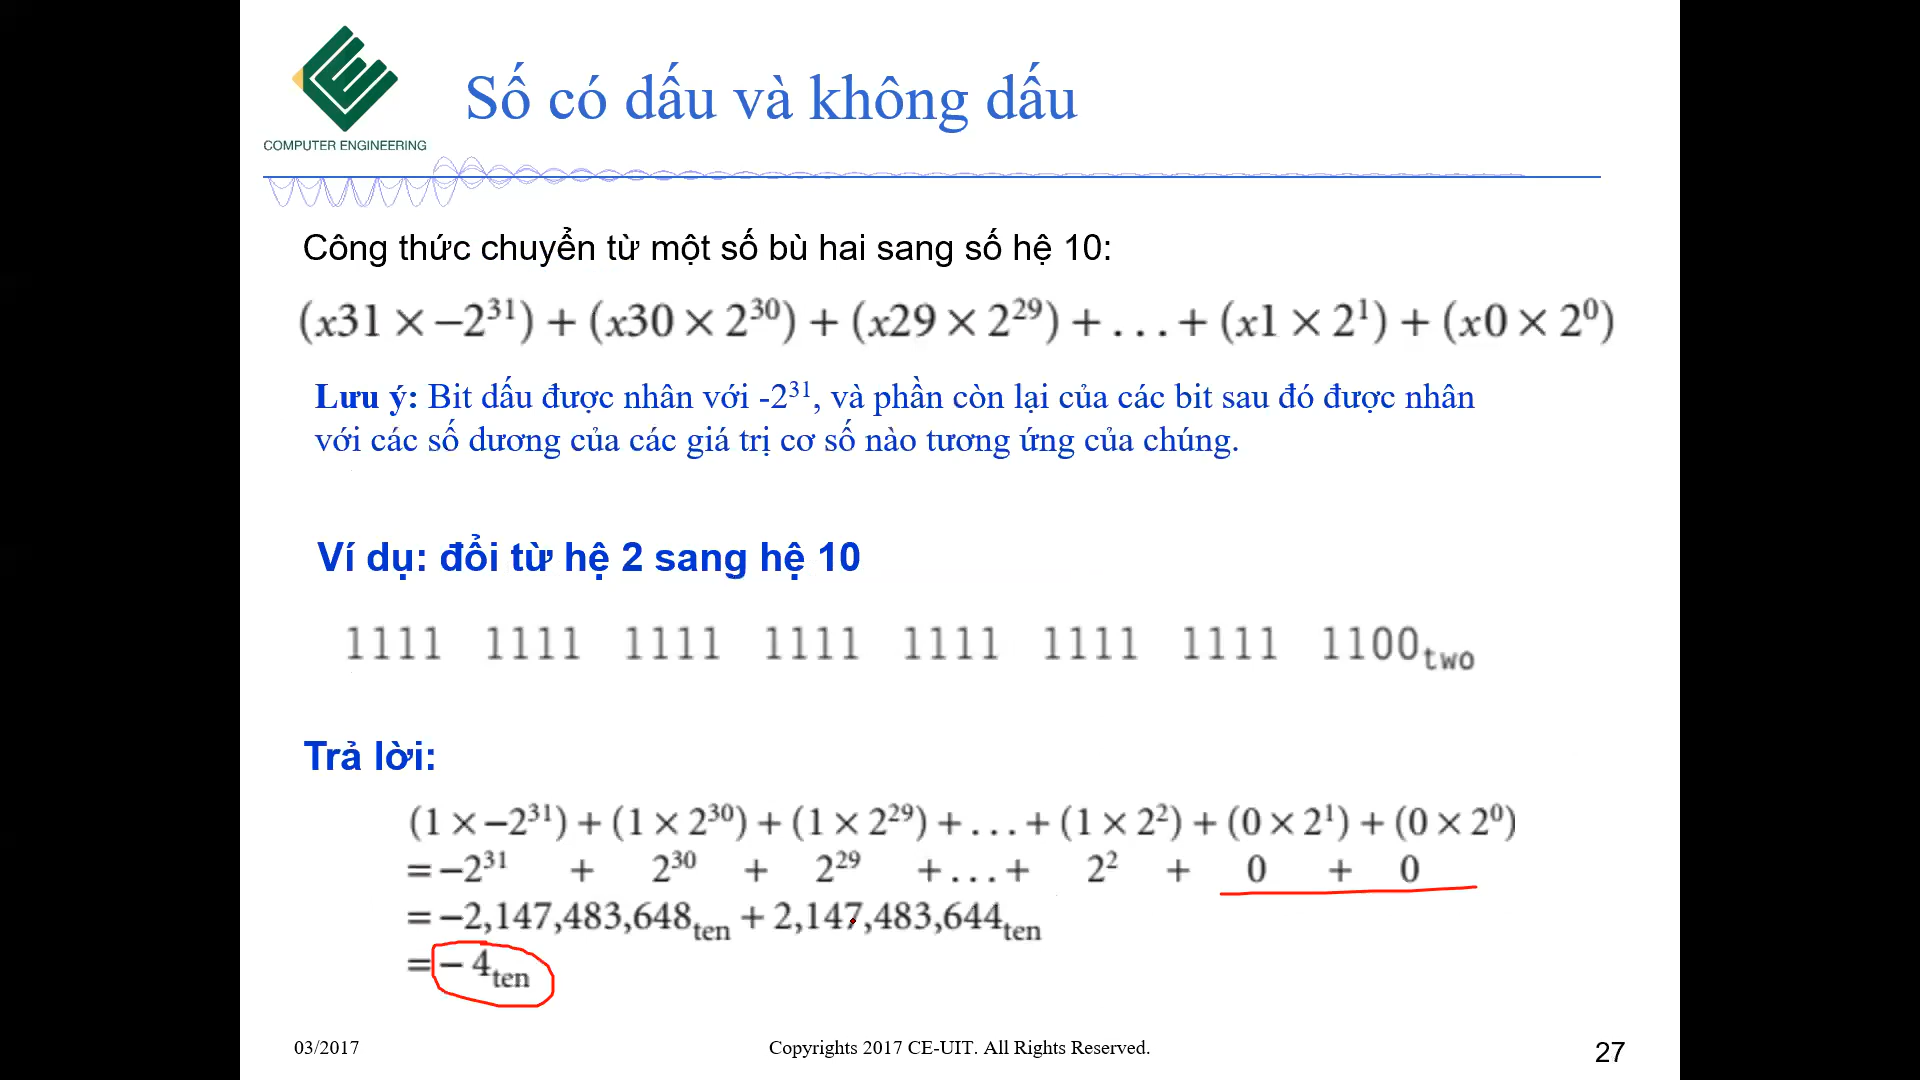 COMPUTER ENGINEERING
Số có dấu và không dấu
Công thức chuyển từ một số bù hai sang số hệ 10:
(x31 × −2³¹) + (x30 × 2³⁰) + (x29 × 2²⁹) + . . . + (x1 × 2¹) + (x0 × 2⁰)
Lưu ý: Bit dấu được nhân với -2³¹, và phần còn lại của các bit sau đó được nhân
với các số dương của các giá trị cơ số nào tương ứng của chúng.
Ví dụ: đổi từ hệ 2 sang hệ 10
1111 1111 1111 1111 1111 1111 1111 1100two
Trả lời:
(1 × −2³¹) + (1 × 2³⁰) + (1 × 2²⁹) + . . . + (1 × 2²) + (0 × 2¹) + (0 × 2⁰)
= −2³¹ + 2³⁰ + 2²⁹ + . . . + 2² + 0 + 0
= −2,147,483,648ten + 2,147,483,644ten
= − 4ten
03/2017
Copyrights 2017 CE-UIT. All Rights Reserved.
27